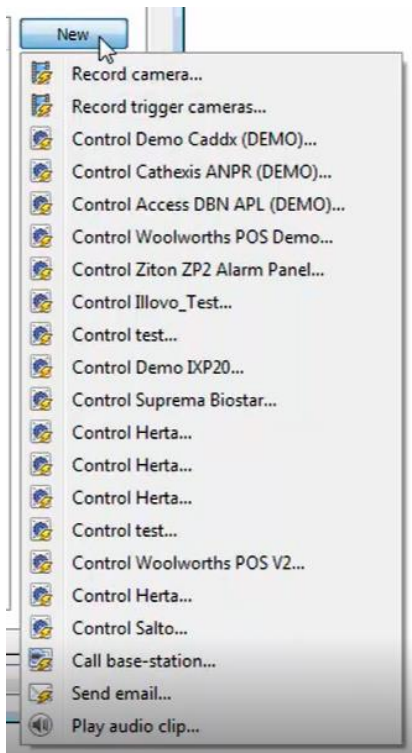 New
Record camera...
Record trigger cameras...
Control Demo Caddx (DEMO)...
Control Cathexis ANPR (DEMO)...
Control Access DBN APL (DEMO)...
Control Woolworths POS Demo...
Control Ziton ZP2 Alarm Panel...
Control Illovo_Test...
Control test...
Control Demo IXP20...
Control Suprema Biostar...
Control Herta...
Control Herta...
Control Herta...
Control test...
Control Woolworths POS V2...
Control Herta...
Control Salto...
Call base-station...
Send email...
Play audio clip...